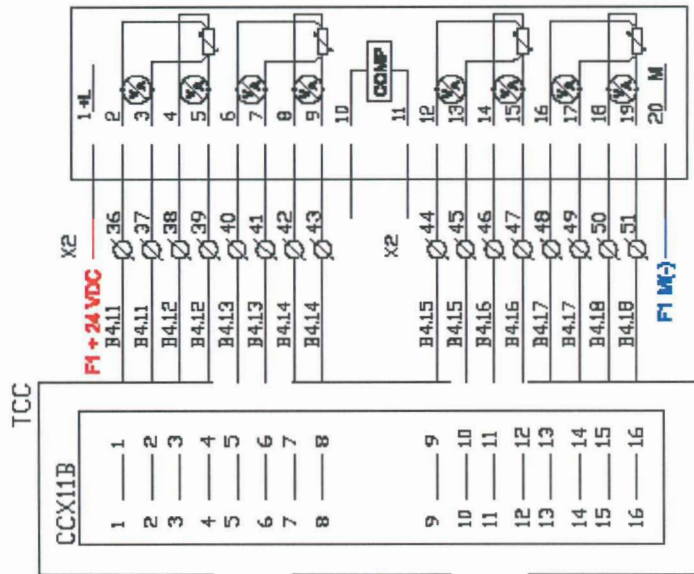 TCC
CCX11B
X2
F1 + 24 VDC
1 +L
1 1 B4.11 36 2
2 2 B4.11 37 3 V/A
3 3 B4.12 38 4
4 4 B4.12 39 5 V/A
5 5 B4.13 40 6
6 6 B4.13 41 7 V/A
7 7 B4.14 42 8
8 8 B4.14 43 9 V/A
10
COMP
X2
11
9 9 B4.15 44 12
10 10 B4.15 45 13 V/A
11 11 B4.16 46 14
12 12 B4.16 47 15 V/A
13 13 B4.17 48 16
14 14 B4.17 49 17 V/A
15 15 B4.18 50 18
16 16 B4.18 51 19 V/A
F1 M(-)
20 M